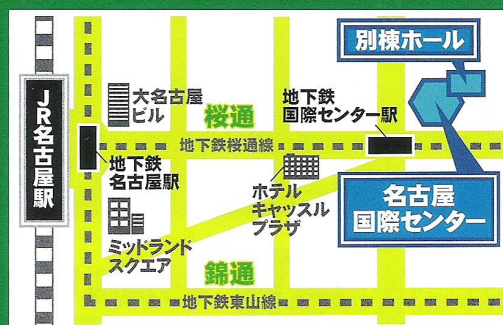 JR名古屋駅
大名古屋
ビル
桜通
地下鉄
国際センター駅
別棟ホール
地下鉄桜通線
地下鉄
名古屋駅
ホテル
キャッスル
プラザ
名古屋
国際センター
ミッドランド
スクエア
錦通
地下鉄東山線